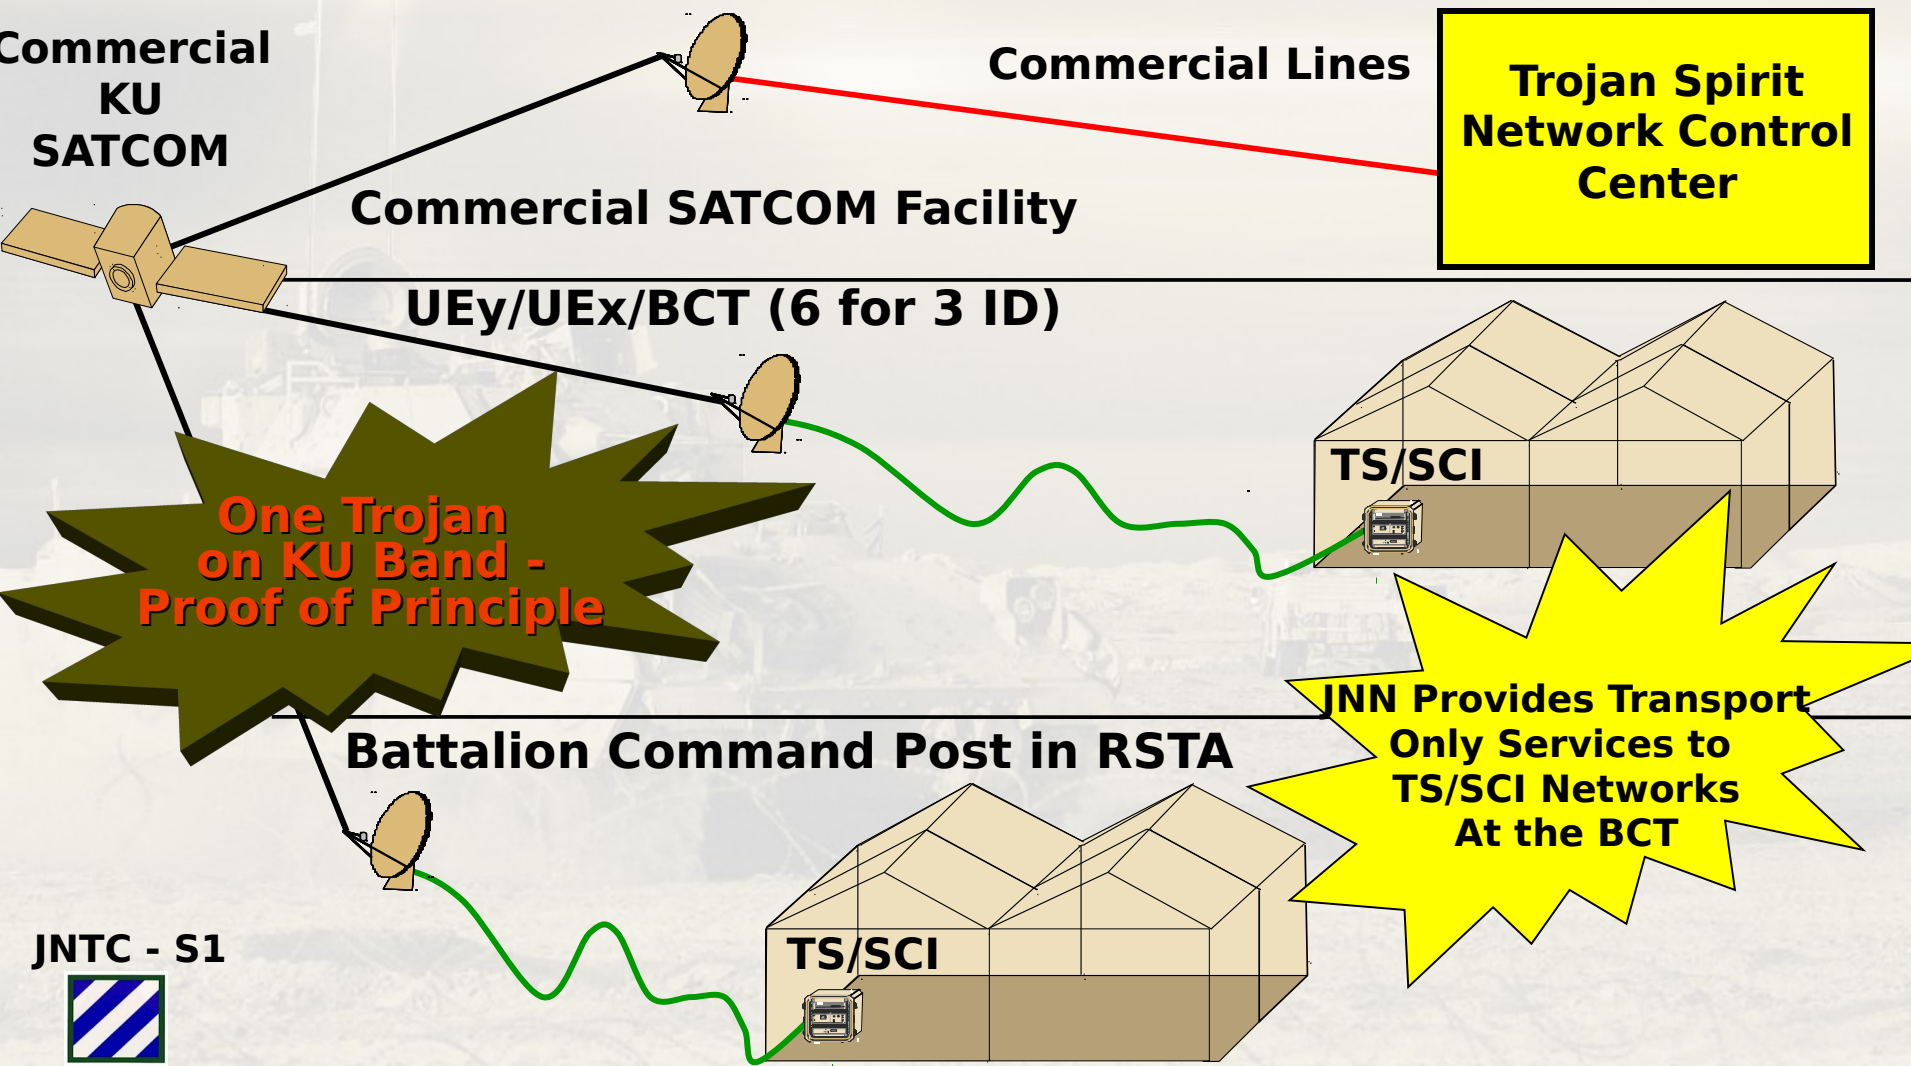 Commercial
KU
SATCOM
Commercial Lines
Trojan Spirit
Network Control
Center
Commercial SATCOM Facility
UEy/UEx/BCT (6 for 3 ID)
TS/SCI
One Trojan
on KU Band -
Proof of Principle
JNN Provides Transport
Only Services to
TS/SCI Networks
At the BCT
Battalion Command Post in RSTA
TS/SCI
JNTC - S1